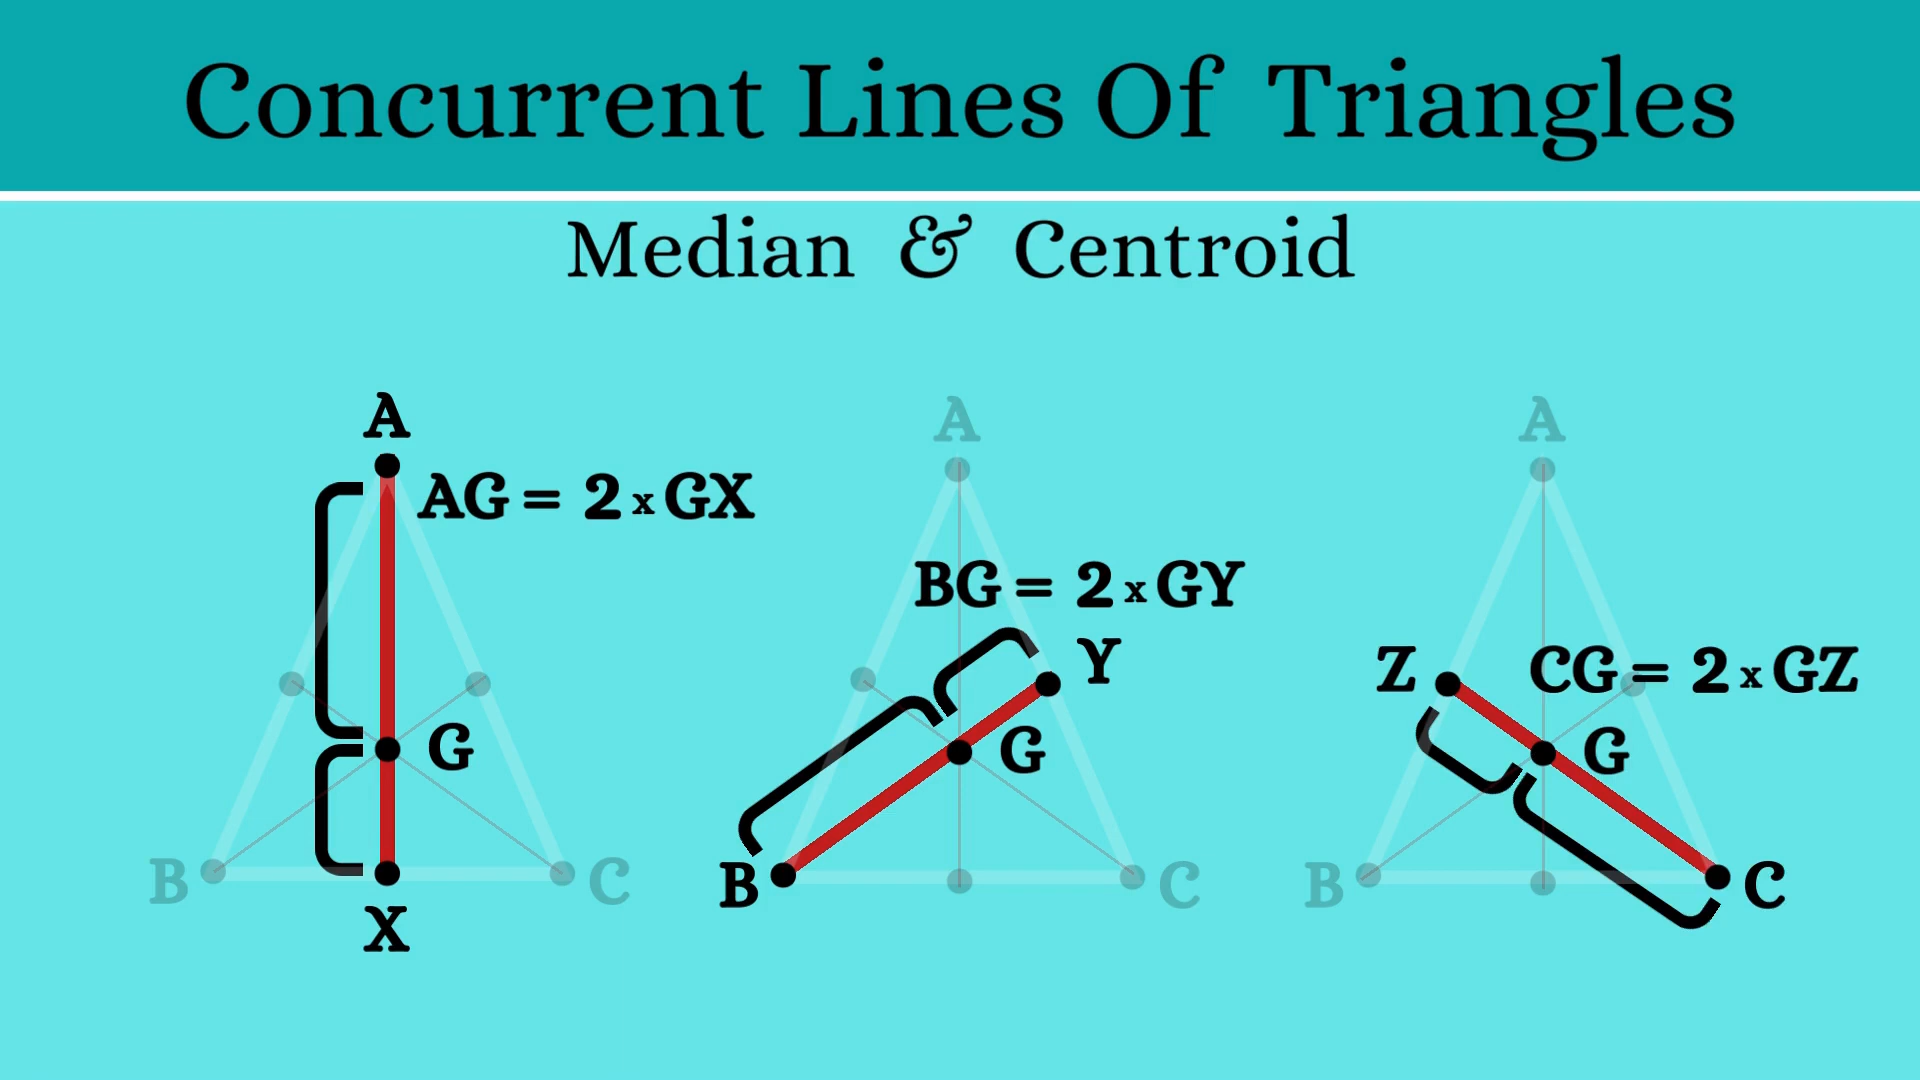 Concurrent Lines Of Triangles
Median & Centroid
A
AG = 2 x GX
G
B
C
X
A
BG = 2 x GY
Y
G
B
C
A
Z
CG = 2 x GZ
G
B
C